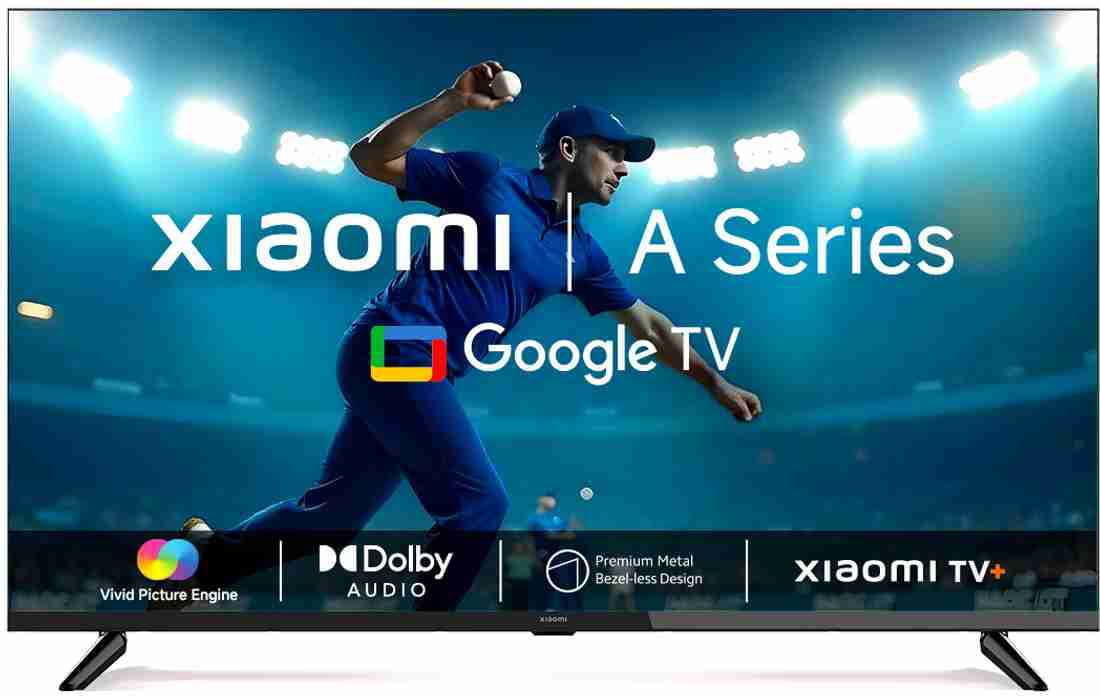 xiaomi | A Series
Google TV
Vivid Picture Engine
Dolby
AUDIO
Premium Metal
Bezel-less Design
xiaomi TV+
xiaomi